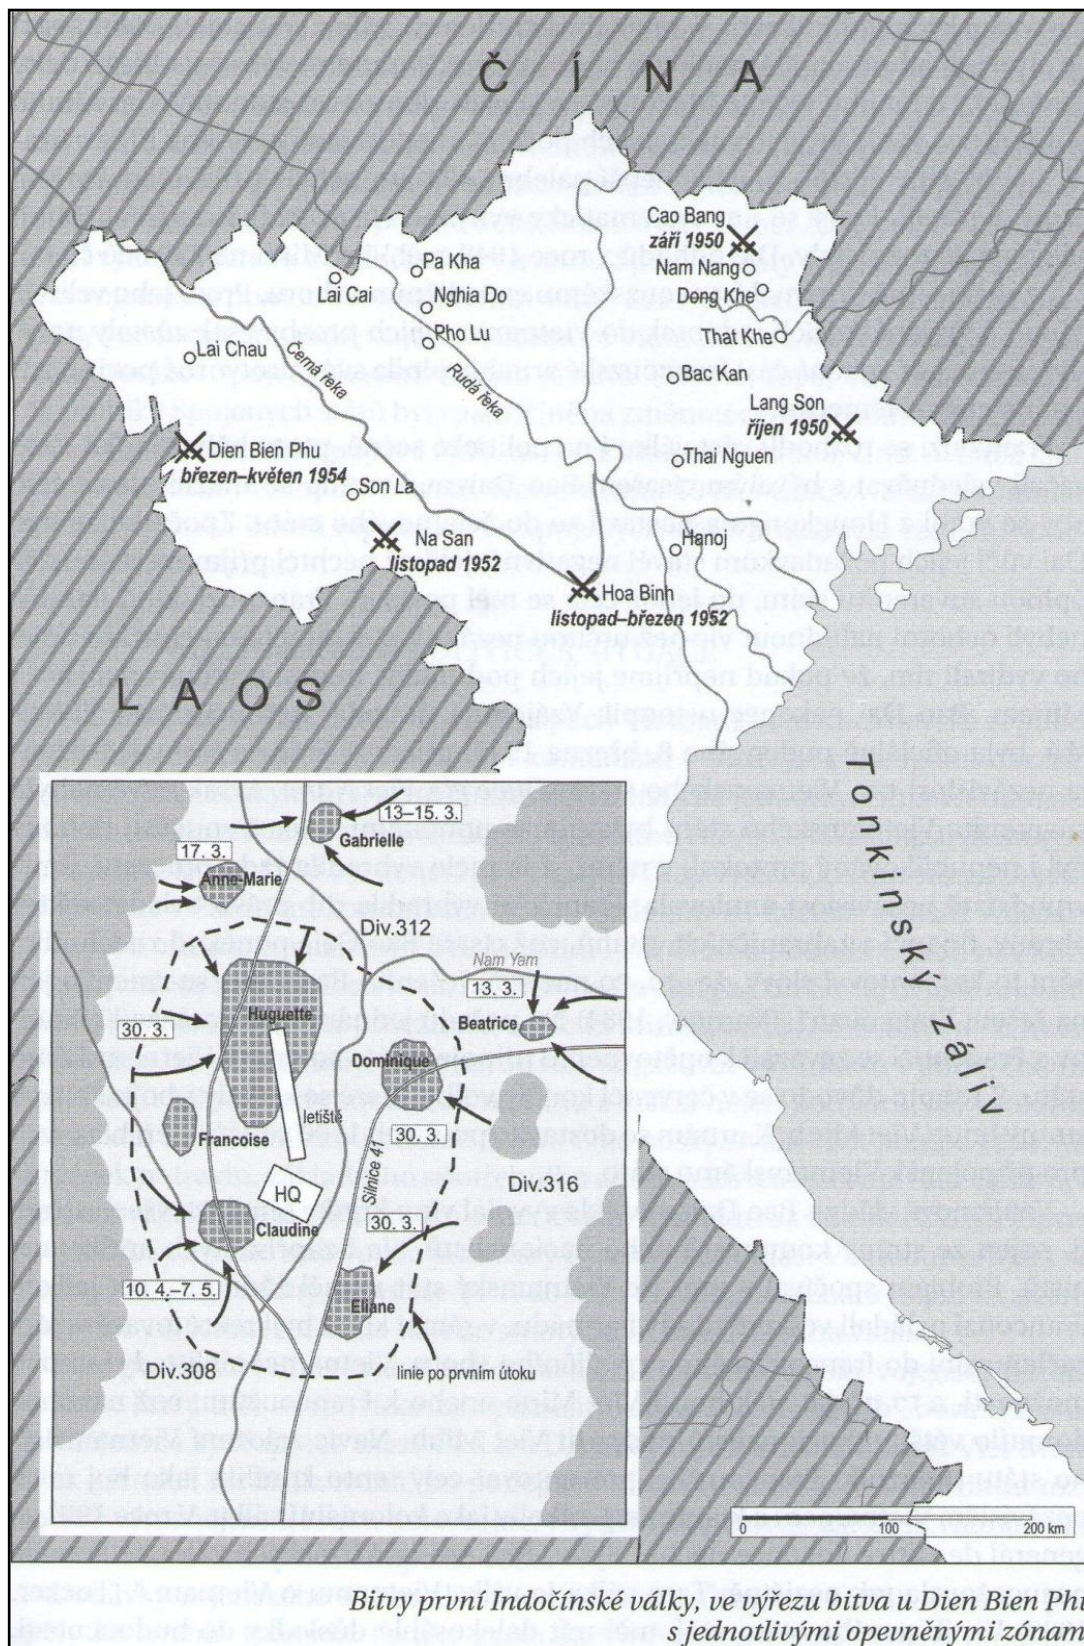 ČÍNA
Cao Bang
září 1950
Nam Nang
Dong Khe
That Khe
Pa Kha
Lai Cai
Nghia Do
Pho Lu
Lai Chau
Černá řeka
Rudá řeka
Bac Kan
Lang Son
říjen 1950
Thai Nguen
Dien Bien Phu
březen–květen 1954
Son La
Na San
listopad 1952
Hanoj
Hoa Binh
listopad–březen 1952
LAOS
Tonkinský záliv
13–15. 3.
Gabrielle
17. 3.
Anne-Marie
Div.312
Nam Yam
13. 3.
Beatrice
Huguette
30. 3.
Dominique
letiště
Francoise
30. 3.
Silnice 41
Div.316
HQ
Claudine
30. 3.
10. 4.–7. 5.
Eliane
Div.308
linie po prvním útoku
0 100 200 km
Bitvy první Indočínské války, ve výřezu bitva u Dien Bien Phu
s jednotlivými opevněnými zónam